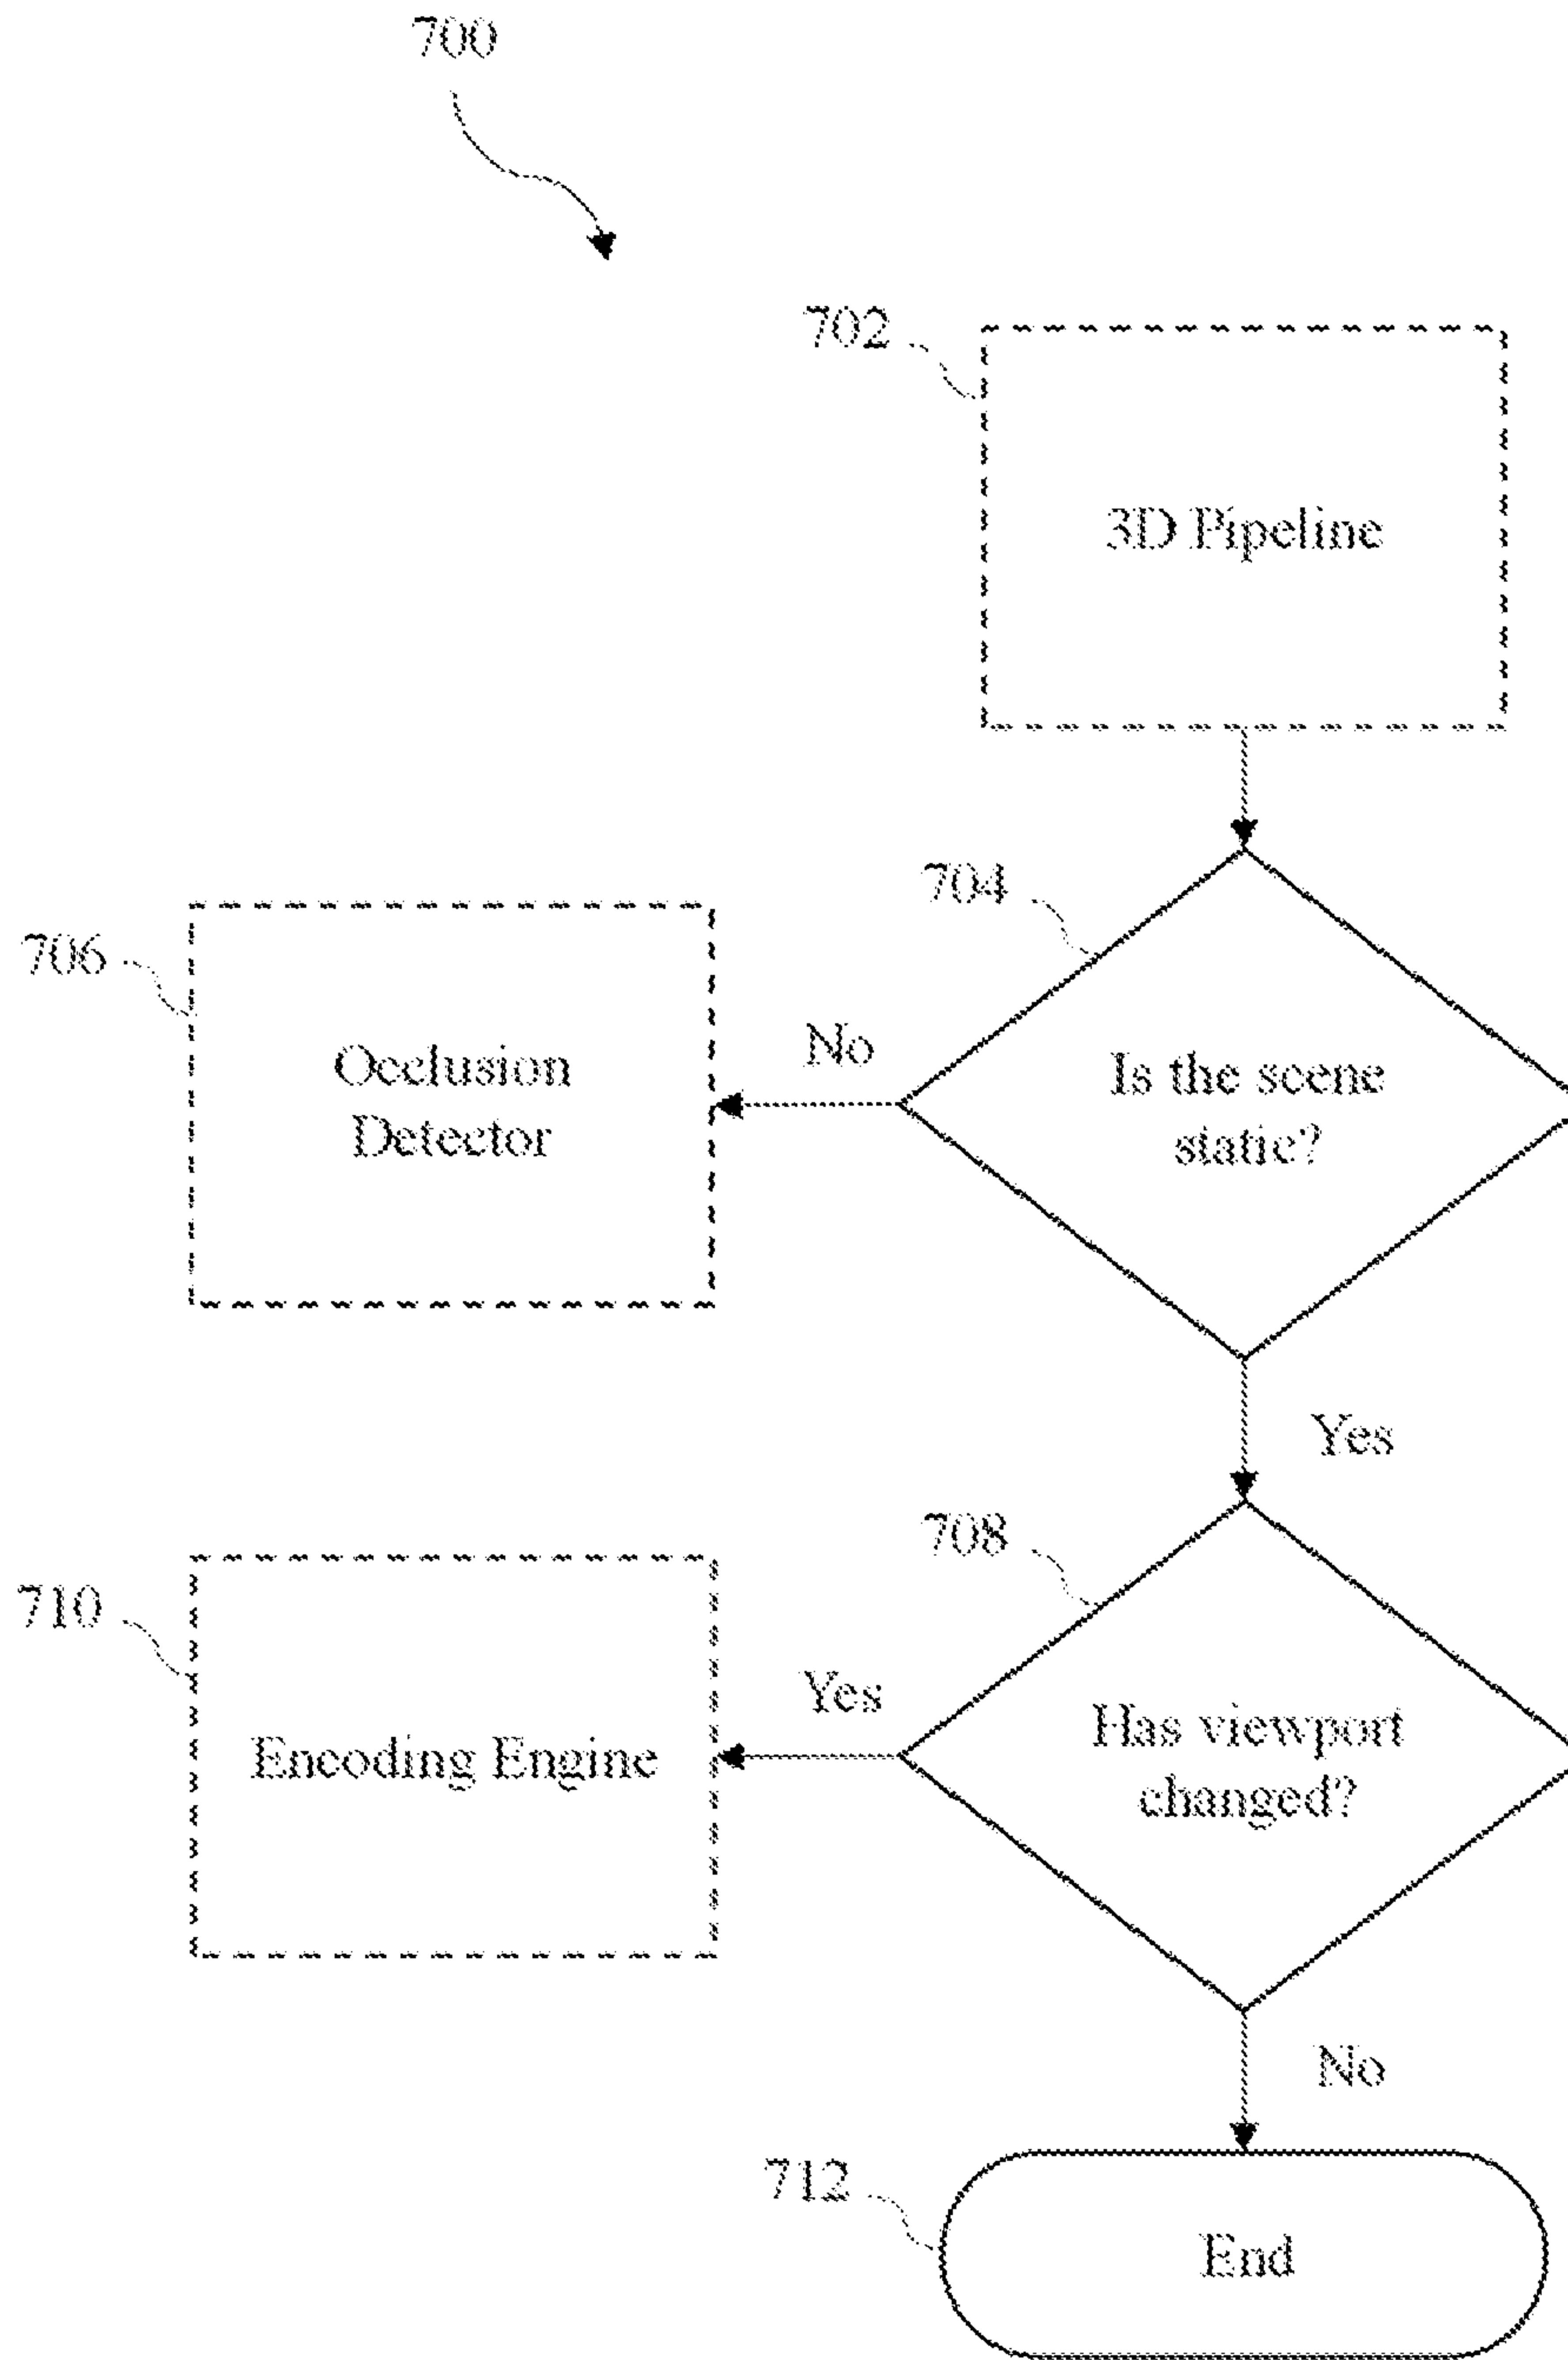 700
702
3D Pipeline
704
Is the scene
static?
No
706
Occlusion
Detector
Yes
708
Has viewport
changed?
Yes
710
Encoding Engine
No
712
End